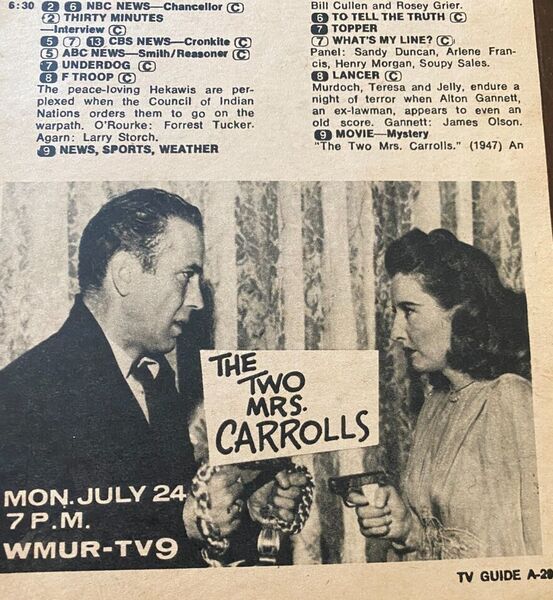 6:30 2 6 NBC NEWS—Chancellor C
2 THIRTY MINUTES
—Interview C
5 7 13 CBS NEWS—Cronkite C
5 ABC NEWS—Smith/Reasoner C
7 UNDERDOG C
8 F TROOP C
The peace-loving Hekawis are per-
plexed when the Council of Indian
Nations orders them to go on the
warpath. O'Rourke: Forrest Tucker.
Agarn: Larry Storch.
9 NEWS, SPORTS, WEATHER
Bill Cullen and Rosey Grier.
6 TO TELL THE TRUTH C
7 TOPPER
7 WHAT'S MY LINE? C
Panel: Sandy Duncan, Arlene Fran-
cis, Henry Morgan, Soupy Sales.
8 LANCER C
Murdoch, Teresa and Jelly, endure a
night of terror when Alton Gannett,
an ex-lawman, appears to even an
old score. Gannett: James Olson.
9 MOVIE—Mystery
"The Two Mrs. Carrolls." (1947) An
THE
TWO
MRS.
CARROLLS
MON. JULY 24
7 P.M.
WMUR-TV9
TV GUIDE A-29